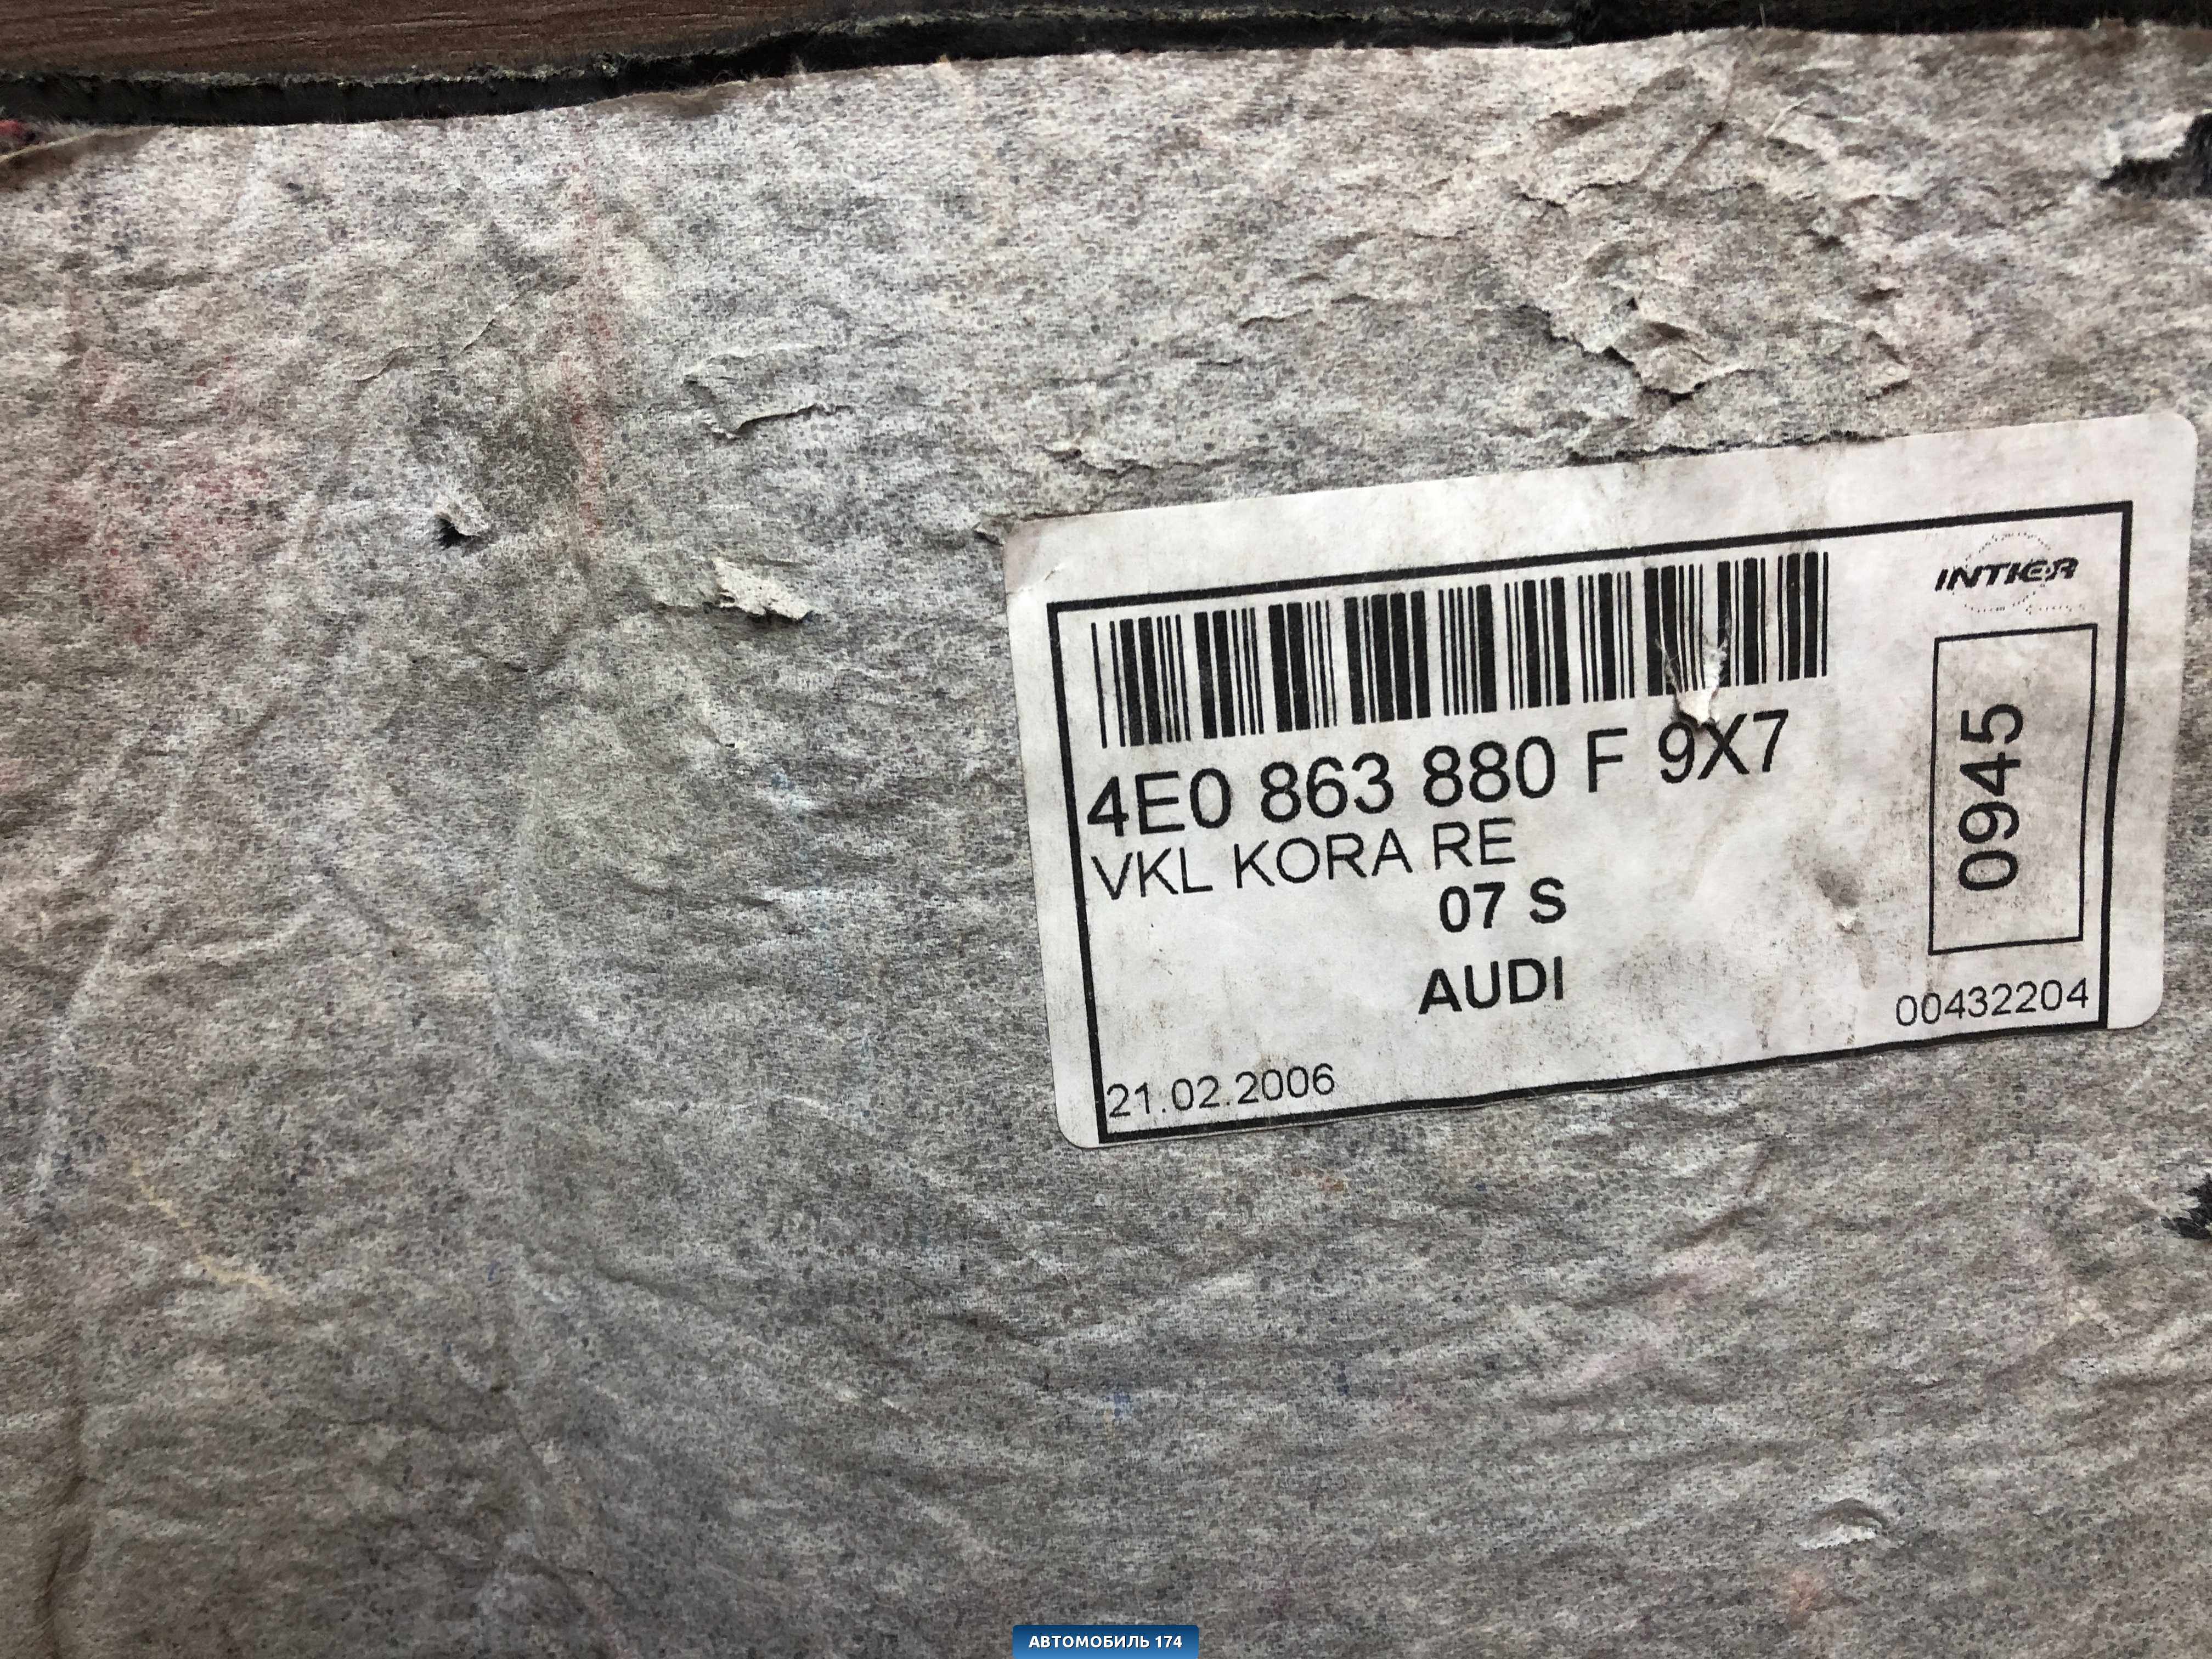 INTIER
4E0 863 880 F 9X7
VKL KORA RE
07 S
AUDI
0945
00432204
21.02.2006
АВТОМОБИЛЬ 174